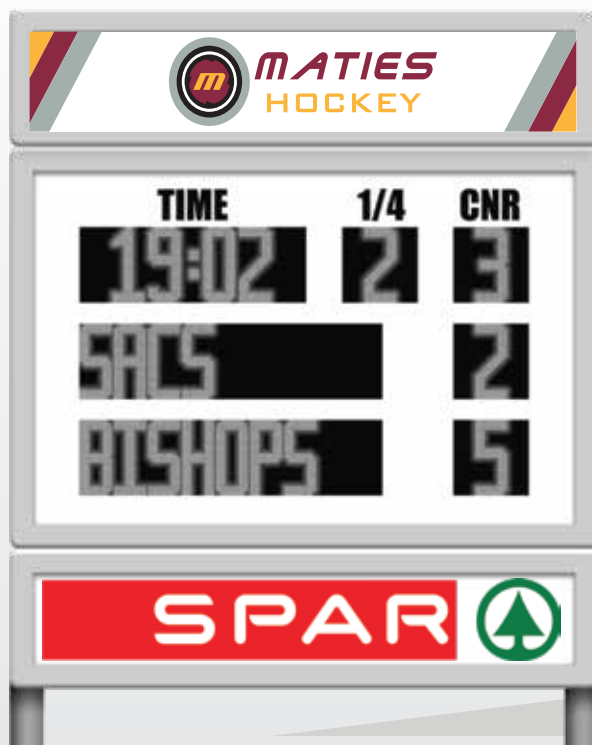 m MATIES
HOCKEY
TIME 1/4 CNR
19:02 2 3
SACS 2
BISHOPS 5
SPAR